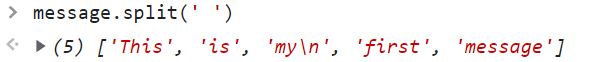 message.split(' ')
(5) ['This', 'is', 'my\n', 'first', 'message']